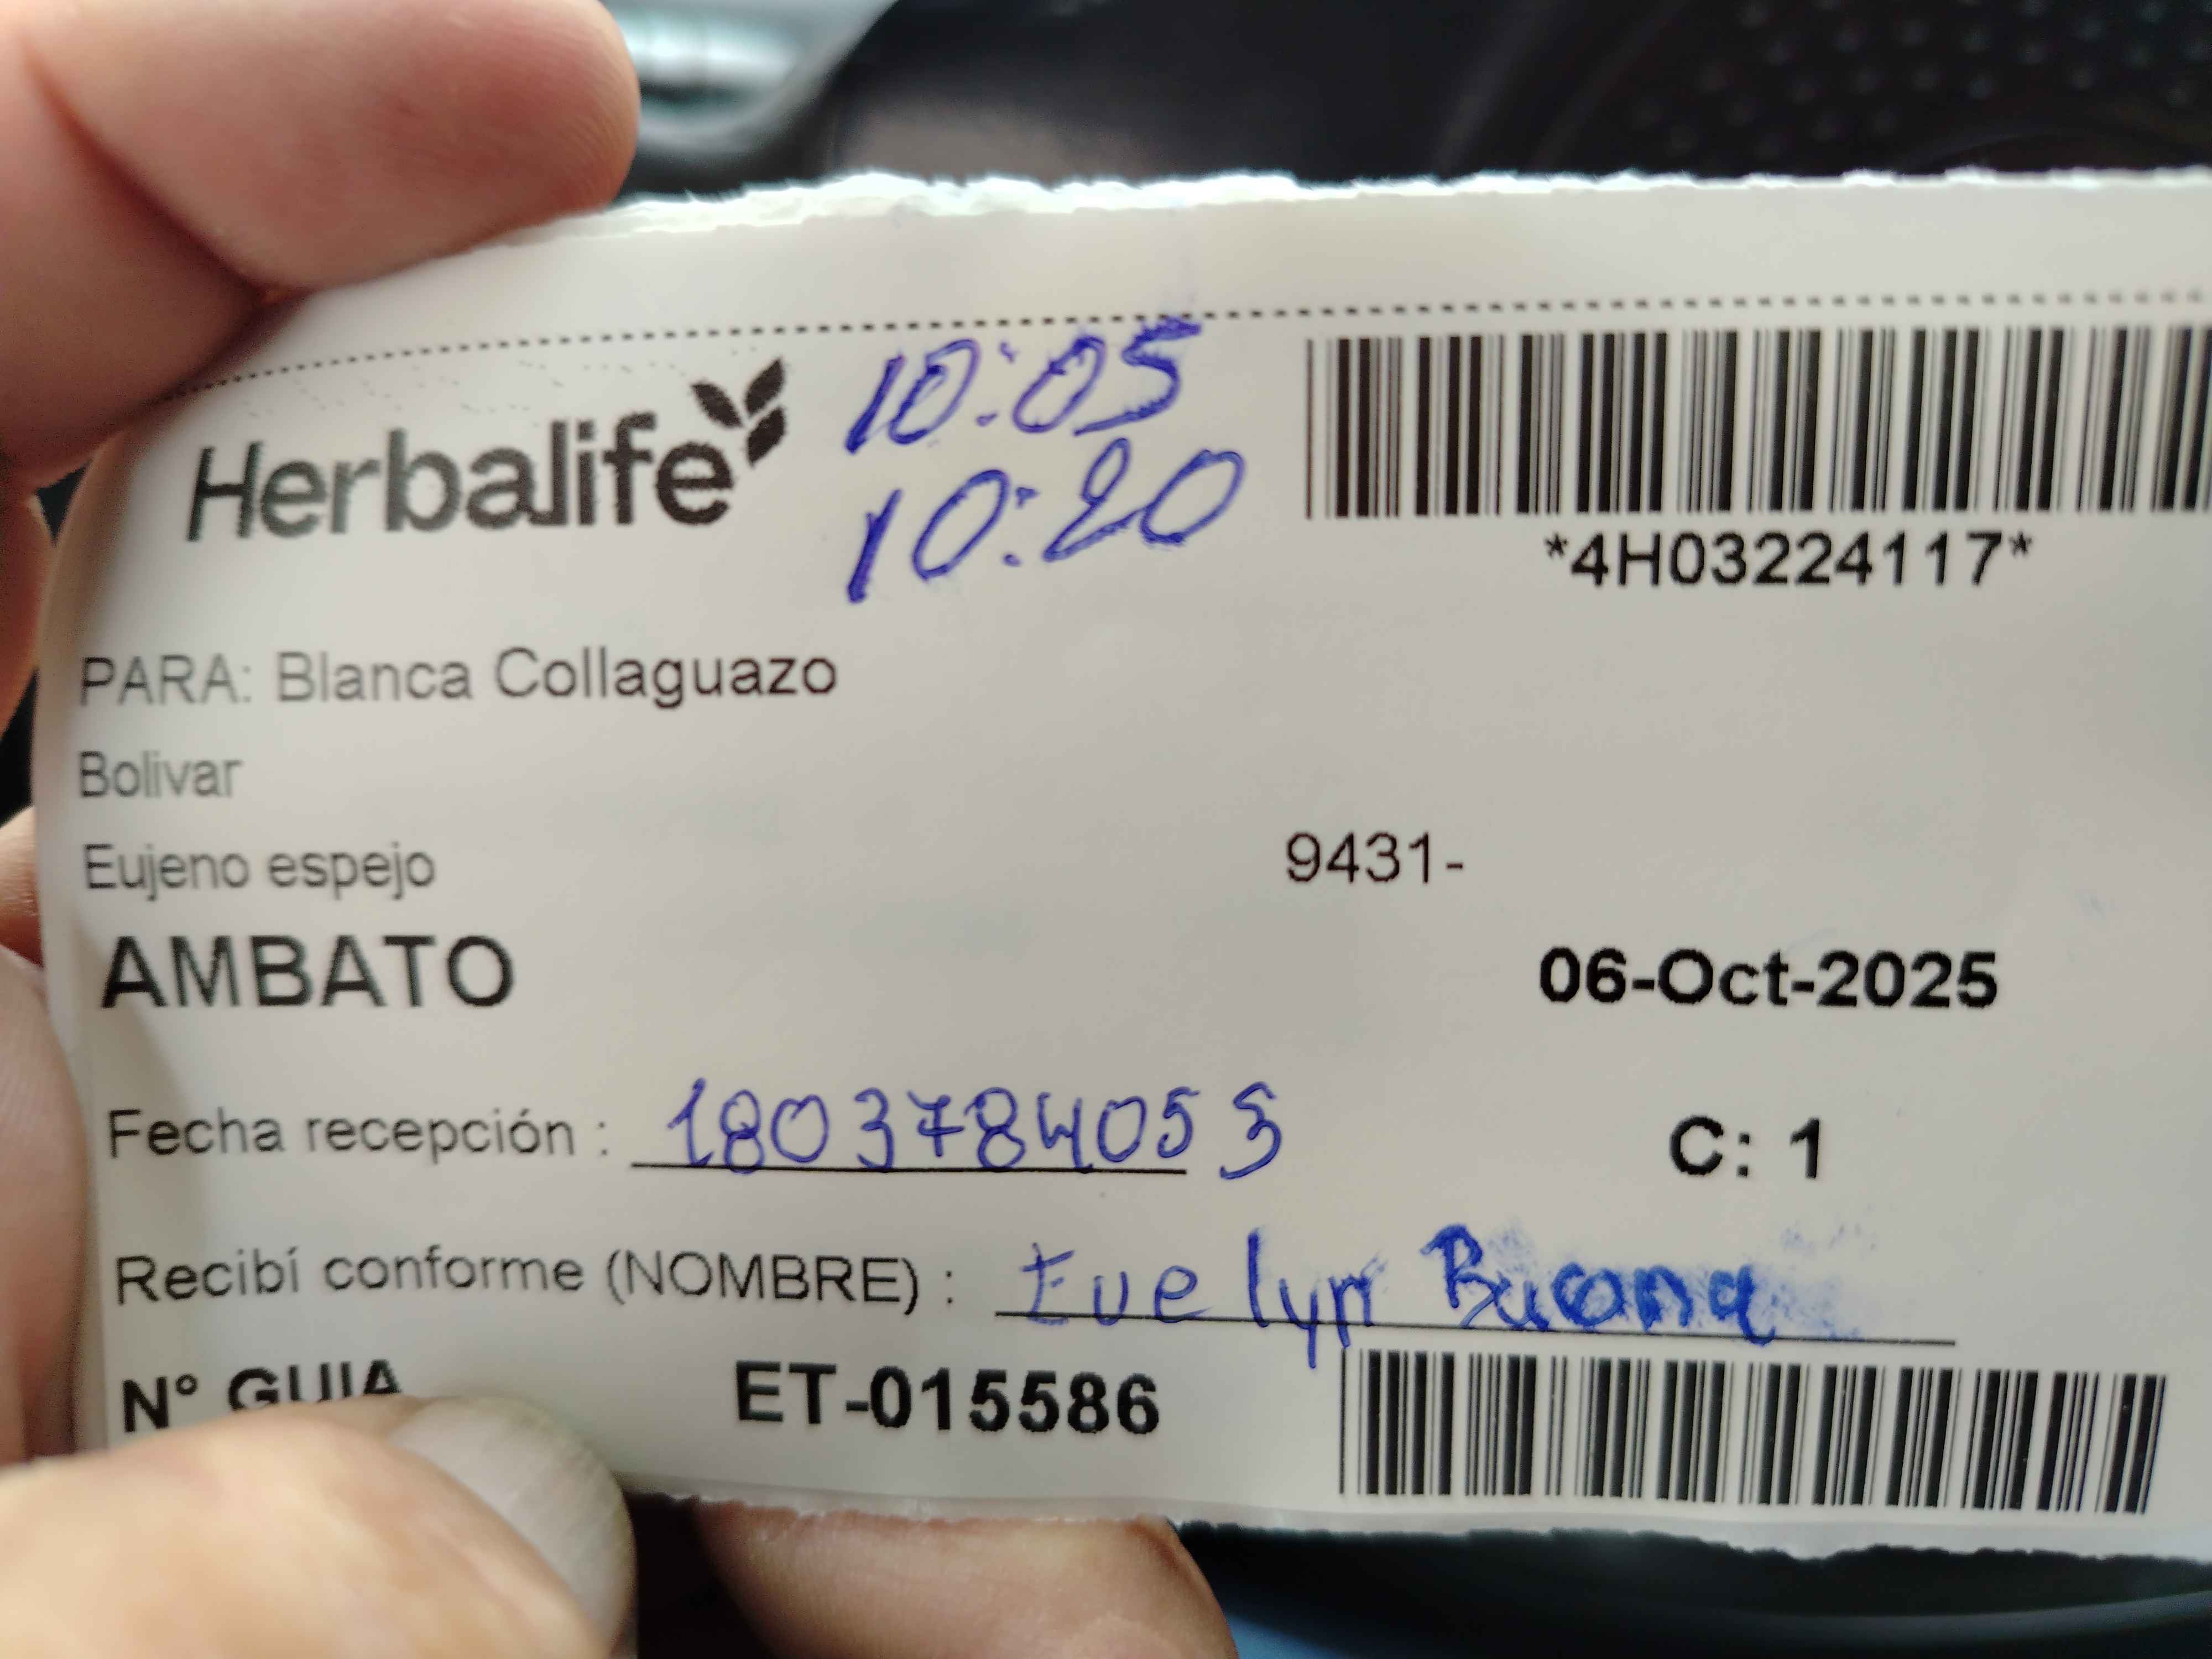 Herbalife
10:05
10:20
*4H03224117*
PARA: Blanca Collaguazo
Bolivar
Eujeno espejo
9431-
AMBATO
06-Oct-2025
Fecha recepción : 1803784055
C: 1
Recibí conforme (NOMBRE) : Evelyn
N° GUIA ET-015586